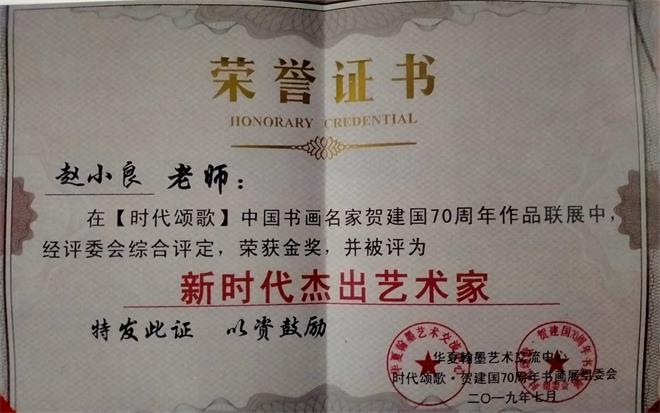 荣誉证书
HONORARY CREDENTIAL
赵小良 老师：
在【时代颂歌】中国书画名家贺建国70周年作品联展中，
经评委会综合评定，荣获金奖，并被评为
新时代杰出艺术家
特发此证 以资鼓励
华夏翰墨艺术交流中心
时代颂歌·贺建国70周年书画展组委会
二〇一九年七月